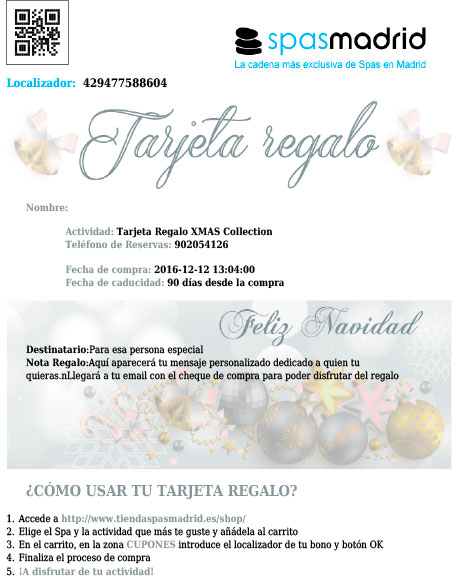 spasmadrid
La cadena más exclusiva de Spas en Madrid
Localizador: 429477588604
Tarjeta regalo
Nombre:
Actividad: Tarjeta Regalo XMAS Collection
Teléfono de Reservas: 902054126
Fecha de compra: 2016-12-12 13:04:00
Fecha de caducidad: 90 días desde la compra
Feliz Navidad
Destinatario:Para esa persona especial
Nota Regalo:Aquí aparecerá tu mensaje personalizado dedicado a quien tu
quieras.nLlegará a tu email con el cheque de compra para poder disfrutar del regalo
¿CÓMO USAR TU TARJETA REGALO?
1. Accede a http://www.tiendaspasmadrid.es/shop/
2. Elige el Spa y la actividad que más te guste y añádela al carrito
3. En el carrito, en la zona CUPONES introduce el localizador de tu bono y botón OK
4. Finaliza el proceso de compra
5. ¡A disfrutar de tu actividad!